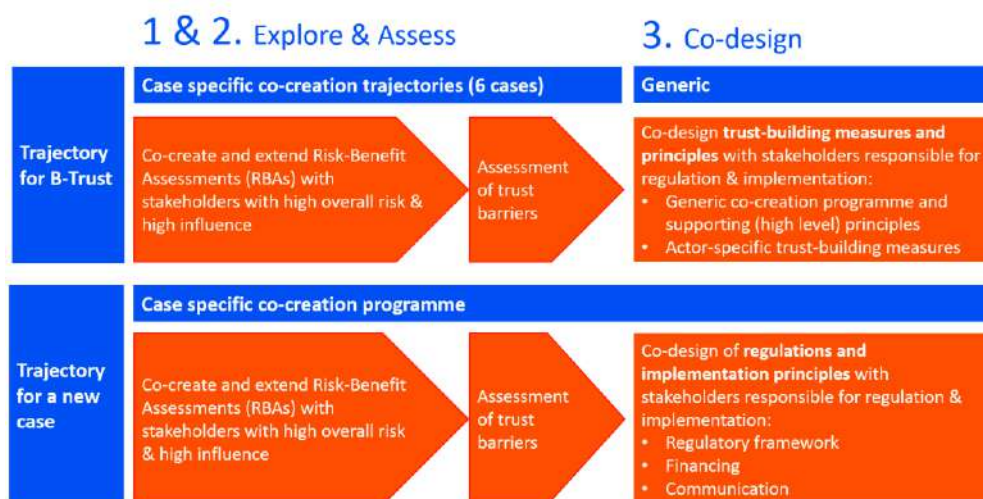 1 & 2. Explore & Assess
3. Co-design
Case specific co-creation trajectories (6 cases)
Generic
Trajectory
for B-Trust
Co-create and extend Risk-Benefit
Assessments (RBAs) with
stakeholders with high overall risk &
high influence
Assessment
of trust
barriers
Co-design trust-building measures and
principles with stakeholders responsible for
regulation & implementation:
• Generic co-creation programme and
supporting (high level) principles
• Actor-specific trust-building measures
Case specific co-creation programme
Trajectory
for a new
case
Co-create and extend Risk-Benefit
Assessments (RBAs) with
stakeholders with high overall risk
& high influence
Assessment
of trust
barriers
Co-design of regulations and
implementation principles with
stakeholders responsible for regulation &
implementation:
• Regulatory framework
• Financing
• Communication